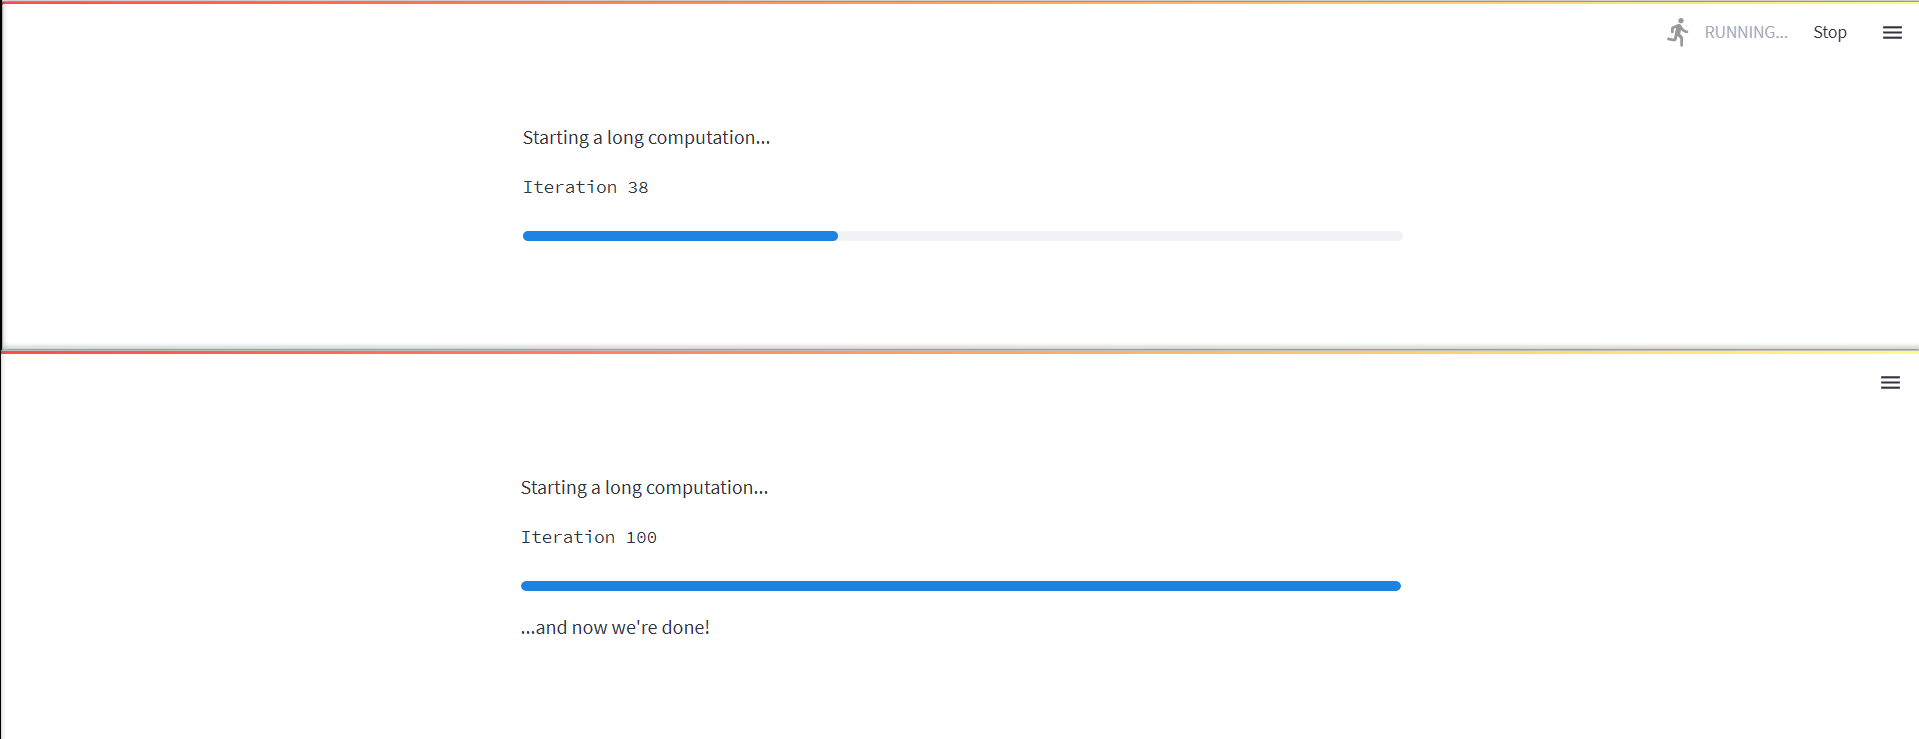 RUNNING... Stop
Starting a long computation...
Iteration 38
Starting a long computation...
Iteration 100
...and now we're done!